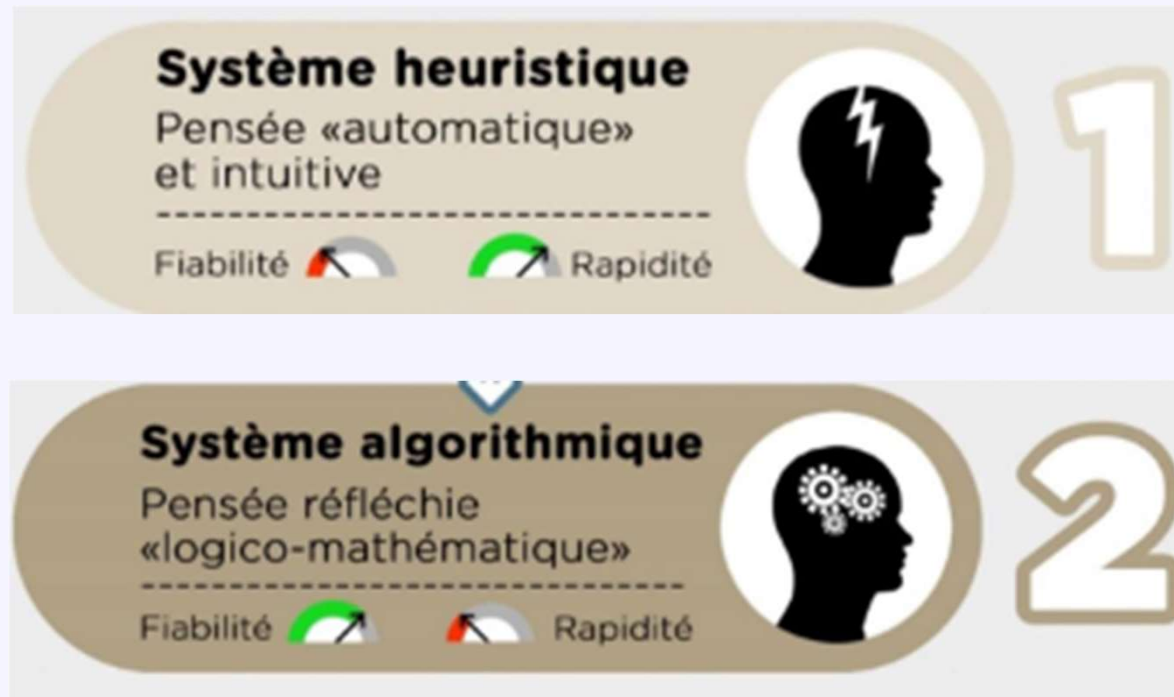 Système heuristique
Pensée «automatique»
et intuitive
Fiabilité Rapidité
1
Système algorithmique
Pensée réfléchie
«logico-mathématique»
Fiabilité Rapidité
2